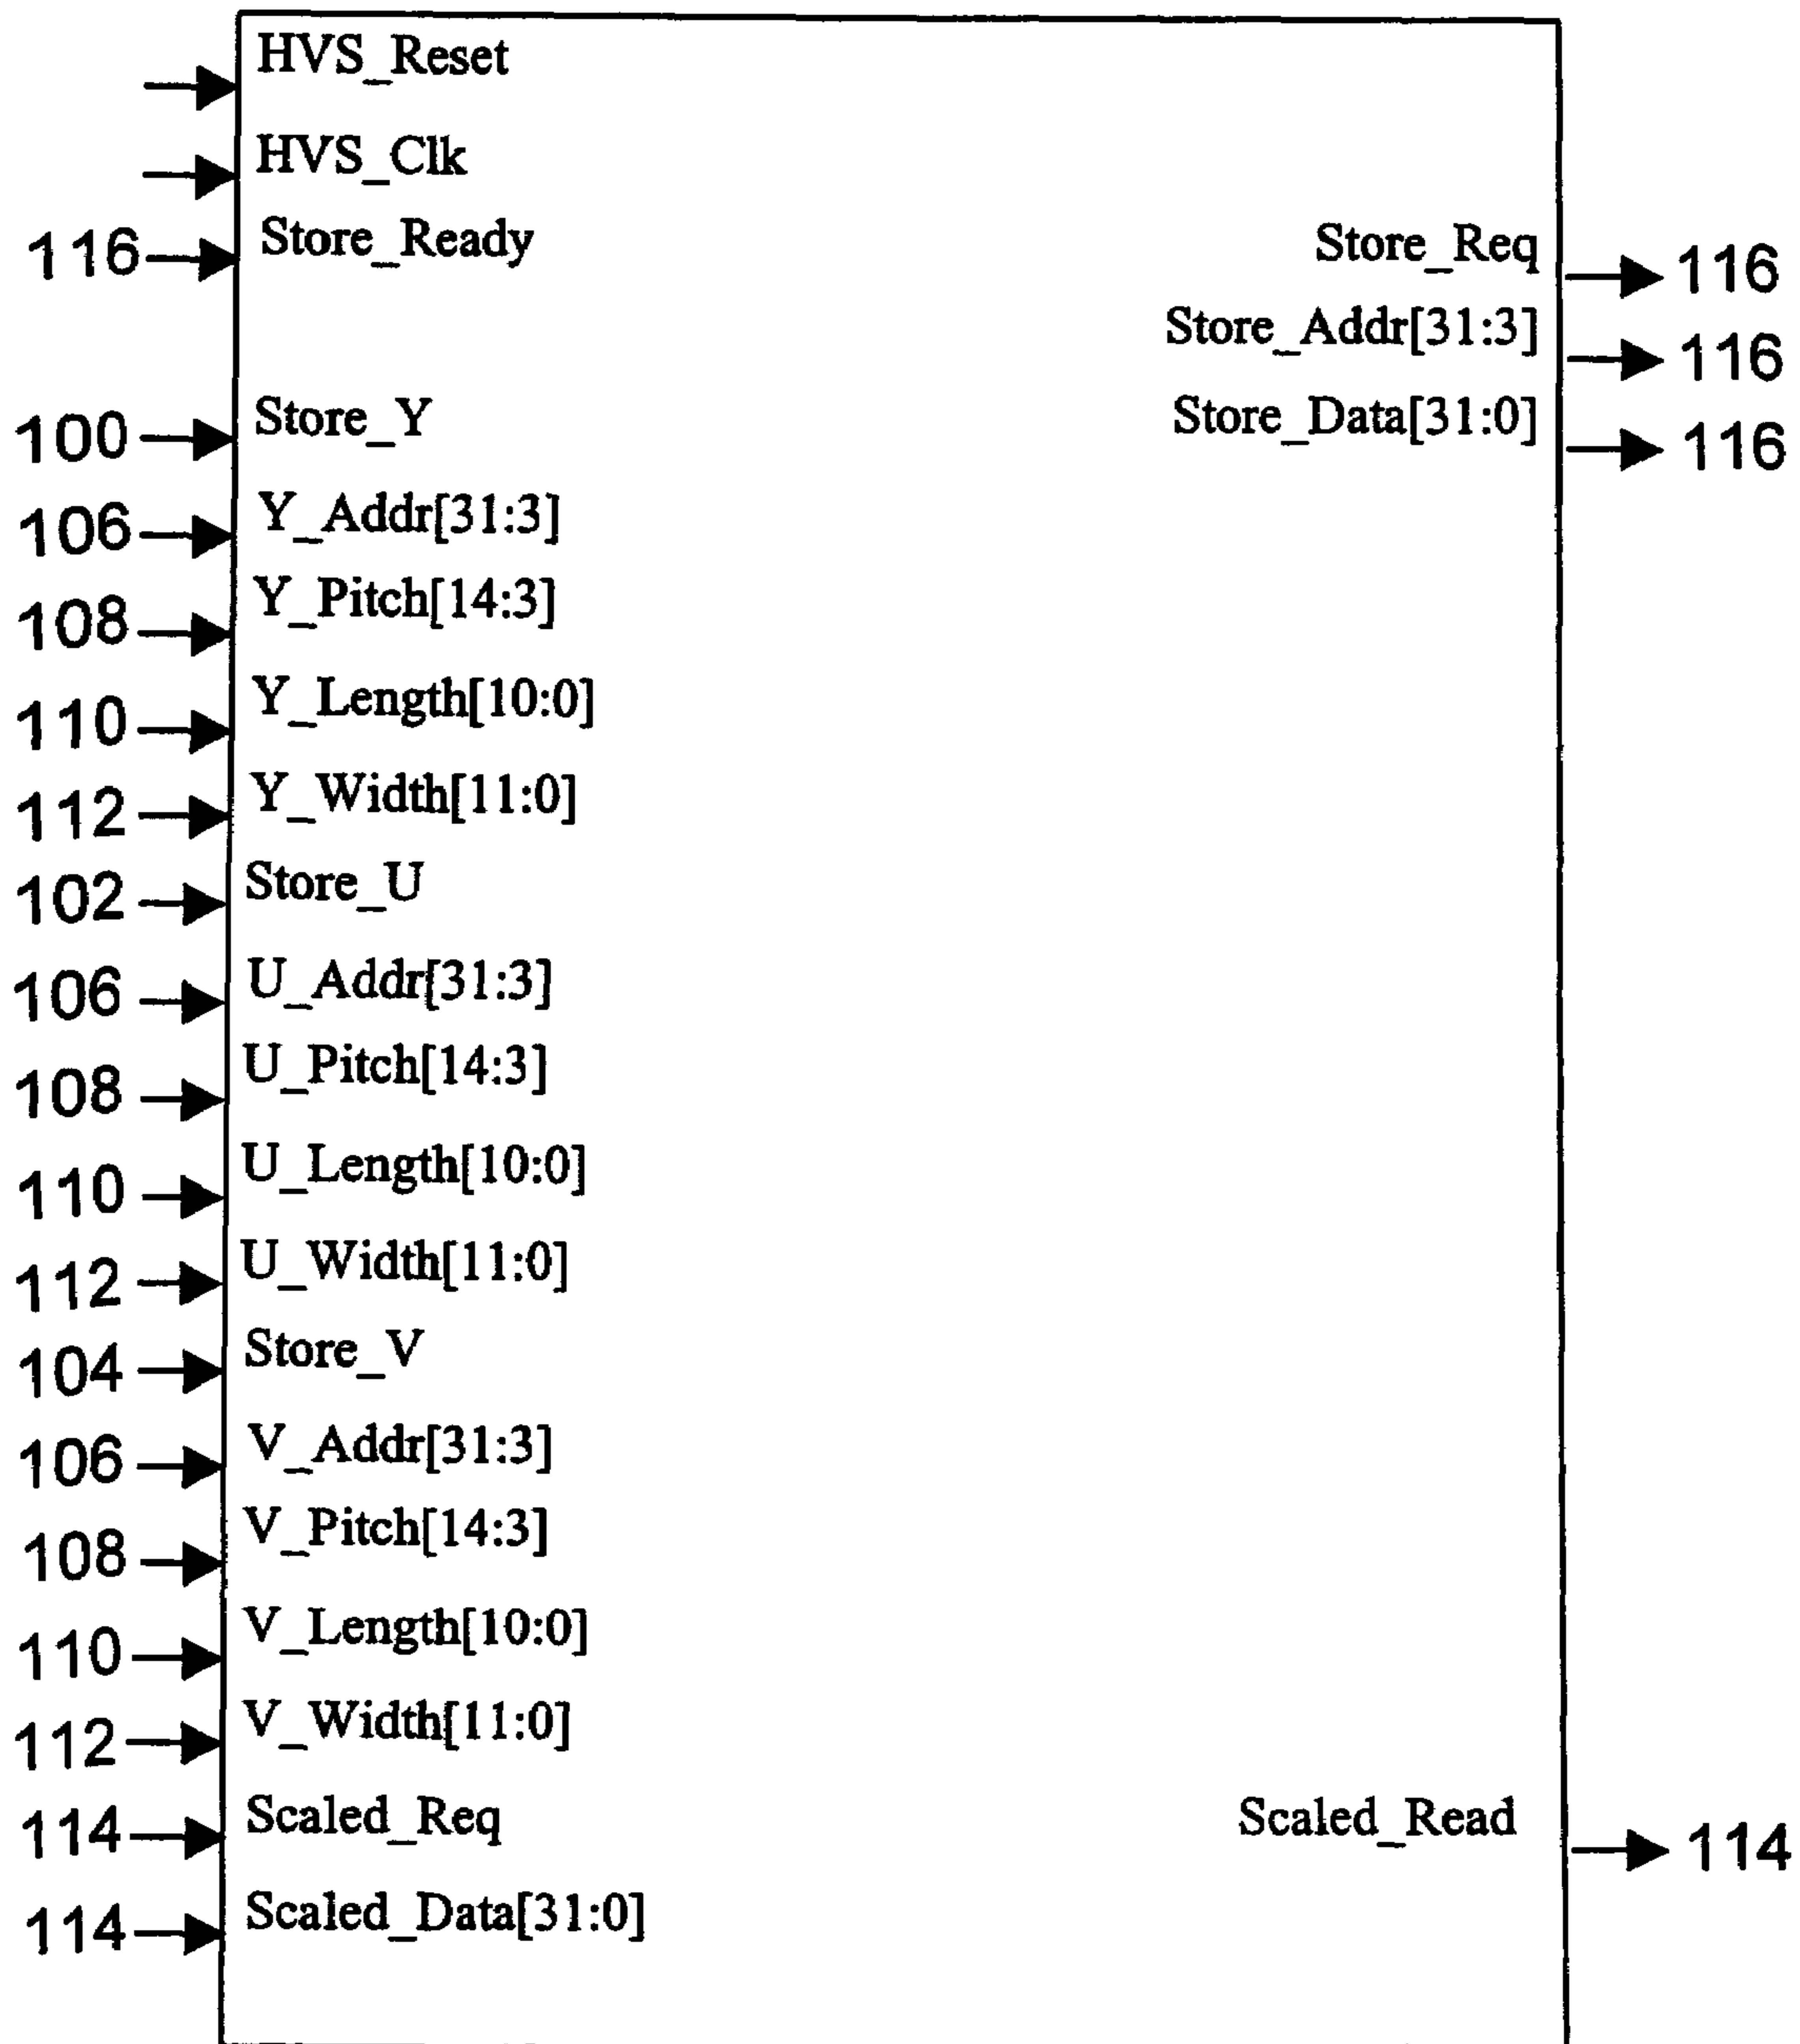 HVS_Reset
HVS_Clk
116 Store_Ready
Store_Req 116
Store_Addr[31:3] 116
100 Store_Y
Store_Data[31:0] 116
106 Y_Addr[31:3]
108 Y_Pitch[14:3]
110 Y_Length[10:0]
112 Y_Width[11:0]
102 Store_U
106 U_Addr[31:3]
108 U_Pitch[14:3]
110 U_Length[10:0]
112 U_Width[11:0]
104 Store_V
106 V_Addr[31:3]
108 V_Pitch[14:3]
110 V_Length[10:0]
112 V_Width[11:0]
114 Scaled_Req
Scaled_Read 114
114 Scaled_Data[31:0]